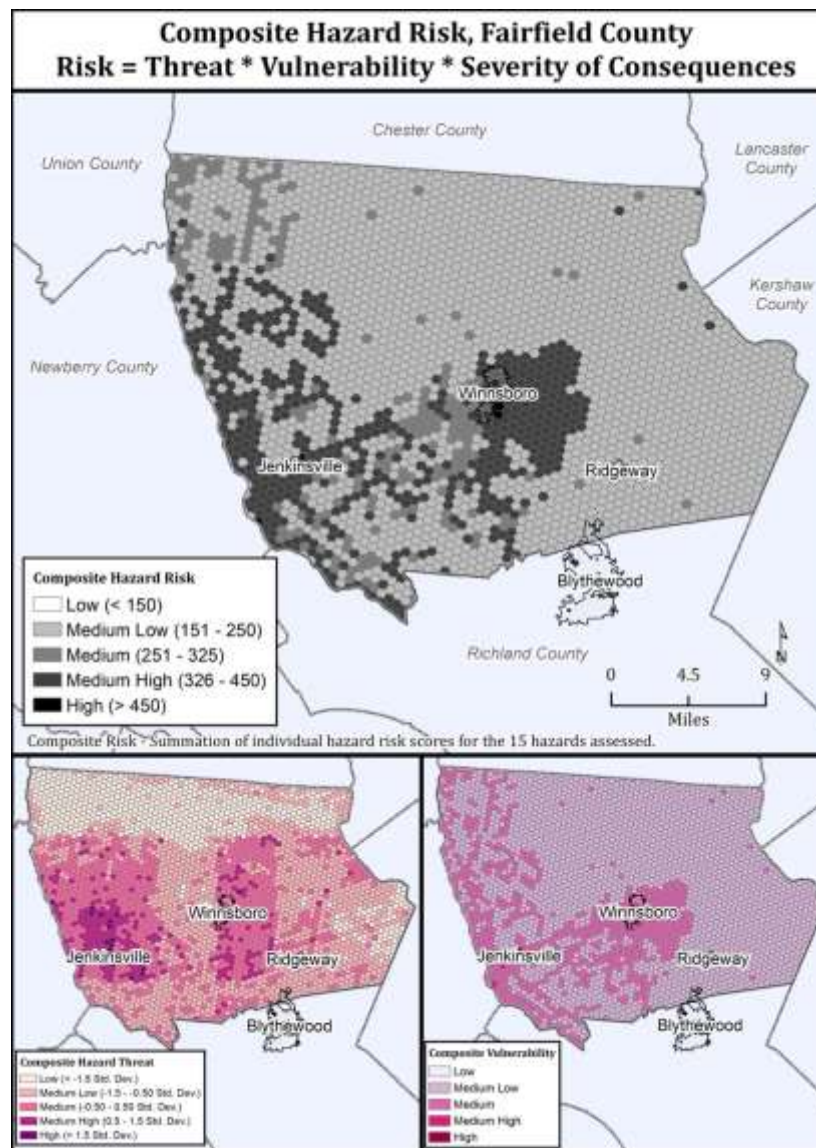 Composite Hazard Risk, Fairfield County
Risk = Threat * Vulnerability * Severity of Consequences
Chester County
Union County
Lancaster
County
Kershaw
County
Newberry County
Winnsboro
Jenkinsville
Ridgeway
Blythewood
Richland County
Composite Hazard Risk
Low (< 150)
Medium Low (151 - 250)
Medium (251 - 325)
Medium High (326 - 450)
High (> 450)
N
0 4.5 9
Miles
Composite Risk - Summation of individual hazard risk scores for the 15 hazards assessed.
Winnsboro
Jenkinsville
Ridgeway
Blythewood
Composite Hazard Threat
Low (< -1.5 Std. Dev.)
Medium Low (-1.5 - -0.50 Std. Dev.)
Medium (-0.50 - 0.50 Std. Dev.)
Medium High (0.5 - 1.5 Std. Dev.)
High (> 1.5 Std. Dev.)
Winnsboro
Jenkinsville
Ridgeway
Blythewood
Composite Vulnerability
Low
Medium Low
Medium
Medium High
High